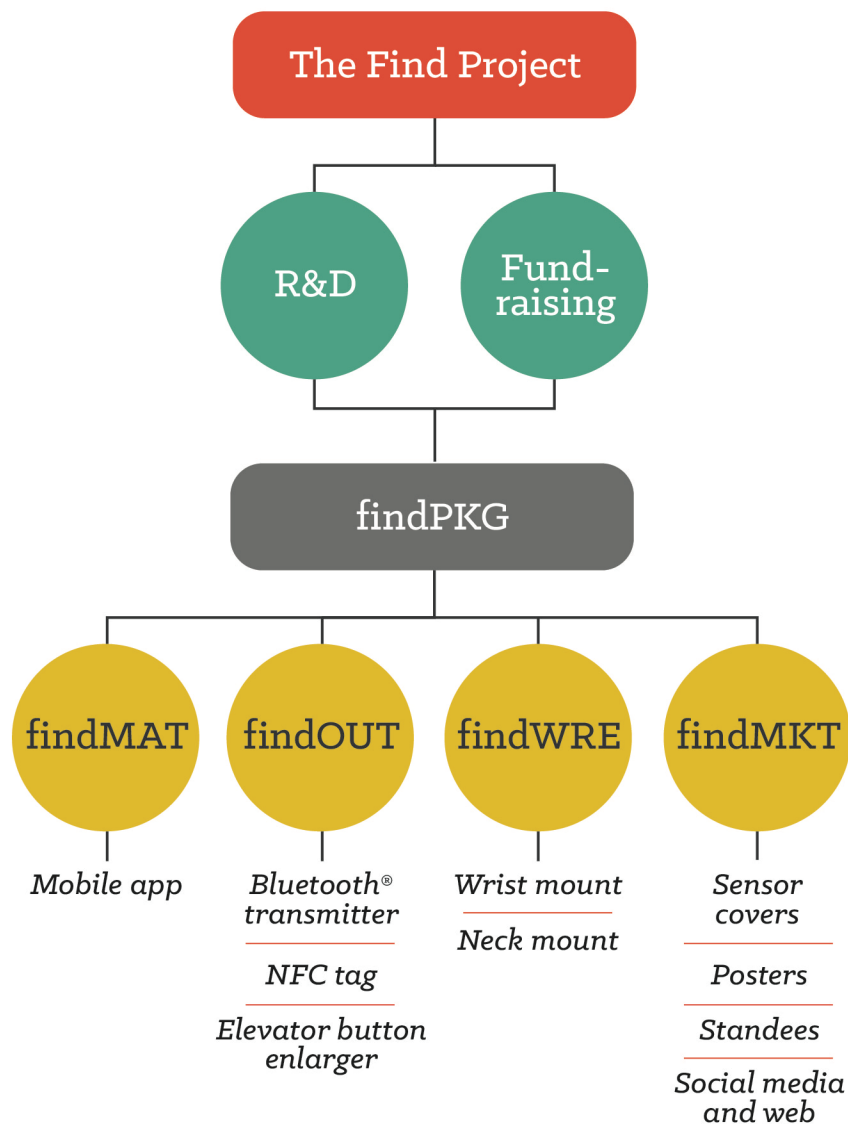 The Find Project
R&D
Fund-
raising
findPKG
findMAT
findOUT
findWRE
findMKT
Mobile app
Bluetooth®
transmitter
NFC tag
Elevator button
enlarger
Wrist mount
Neck mount
Sensor
covers
Posters
Standees
Social media
and web